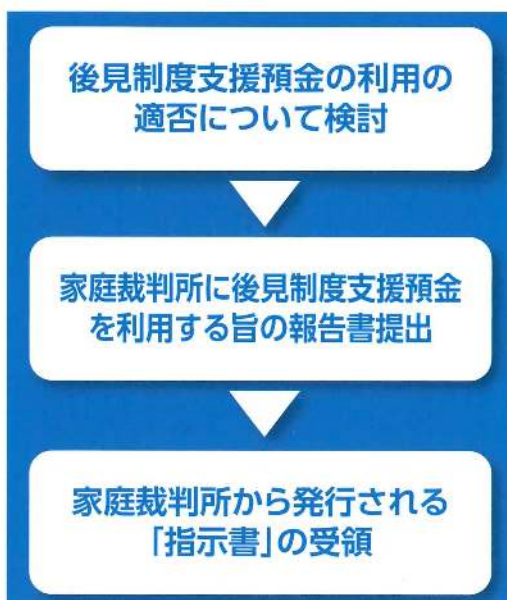 後見制度支援預金の利用の
適否について検討
家庭裁判所に後見制度支援預金
を利用する旨の報告書提出
家庭裁判所から発行される
「指示書」の受領